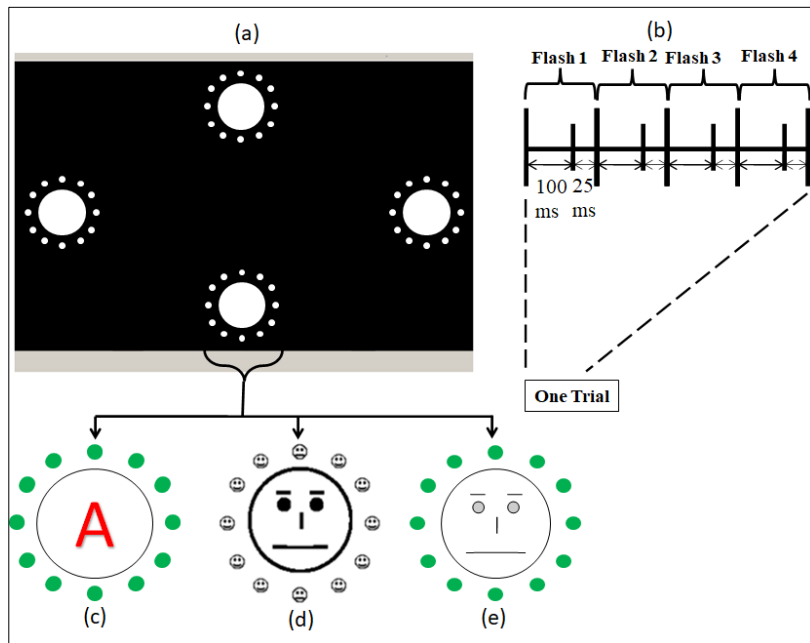 (a)
(b)
Flash 1 Flash 2 Flash 3 Flash 4
100 25
ms ms
One Trial
A
(c)
(d)
(e)